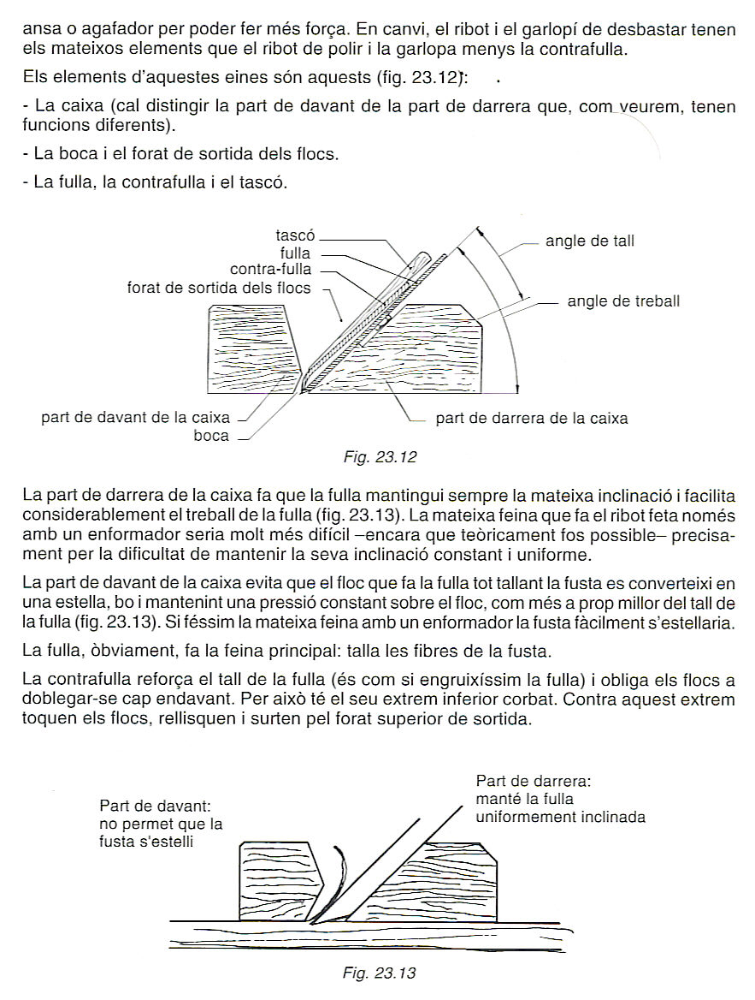 ansa o agafador per poder fer més força. En canvi, el ribot i el garlopí de desbastar tenen
els mateixos elements que el ribot de polir i la garlopa menys la contrafulla.
Els elements d'aquestes eines són aquests (fig. 23.12):
- La caixa (cal distingir la part de davant de la part de darrera que, com veurem, tenen
funcions diferents).
- La boca i el forat de sortida dels flocs.
- La fulla, la contrafulla i el tascó.
tascó
fulla
contra-fulla
forat de sortida dels flocs
angle de tall
angle de treball
part de davant de la caixa
boca
part de darrera de la caixa
Fig. 23.12
La part de darrera de la caixa fa que la fulla mantingui sempre la mateixa inclinació i facilita
considerablement el treball de la fulla (fig. 23.13). La mateixa feina que fa el ribot feta només
amb un enformador seria molt més difícil –encara que teòricament fos possible– precisa-
ment per la dificultat de mantenir la seva inclinació constant i uniforme.
La part de davant de la caixa evita que el floc que fa la fulla tot tallant la fusta es converteixi en
una estella, bo i mantenint una pressió constant sobre el floc, com més a prop millor del tall de
la fulla (fig. 23.13). Si féssim la mateixa feina amb un enformador la fusta fàcilment s'estellaria.
La fulla, òbviament, fa la feina principal: talla les fibres de la fusta.
La contrafulla reforça el tall de la fulla (és com si engruixíssim la fulla) i obliga els flocs a
doblegar-se cap endavant. Per això té el seu extrem inferior corbat. Contra aquest extrem
toquen els flocs, rellisquen i surten pel forat superior de sortida.
Part de davant:
no permet que la
fusta s'estelli
Part de darrera:
manté la fulla
uniformement inclinada
Fig. 23.13